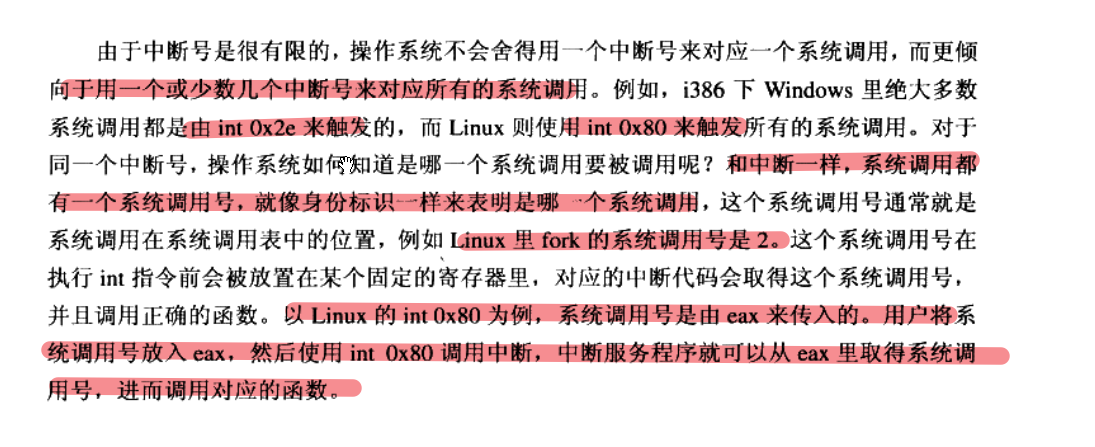 由于中断号是很有限的，操作系统不会舍得用一个中断号来对应一个系统调用，而更倾
向于用一个或少数几个中断号来对应所有的系统调用。例如，i386 下 Windows 里绝大多数
系统调用都是由 int 0x2e 来触发的，而 Linux 则使用 int 0x80 来触发所有的系统调用。对于
同一个中断号，操作系统如何知道是哪一个系统调用要被调用呢？和中断一样，系统调用都
有一个系统调用号，就像身份标识一样来表明是哪一个系统调用，这个系统调用号通常就是
系统调用在系统调用表中的位置，例如 Linux 里 fork 的系统调用号是 2。这个系统调用号在
执行 int 指令前会被放置在某个固定的寄存器里，对应的中断代码会取得这个系统调用号，
并且调用正确的函数。以 Linux 的 int 0x80 为例，系统调用号是由 eax 来传入的。用户将系
统调用号放入 eax，然后使用 int 0x80 调用中断，中断服务程序就可以从 eax 里取得系统调
用号，进而调用对应的函数。